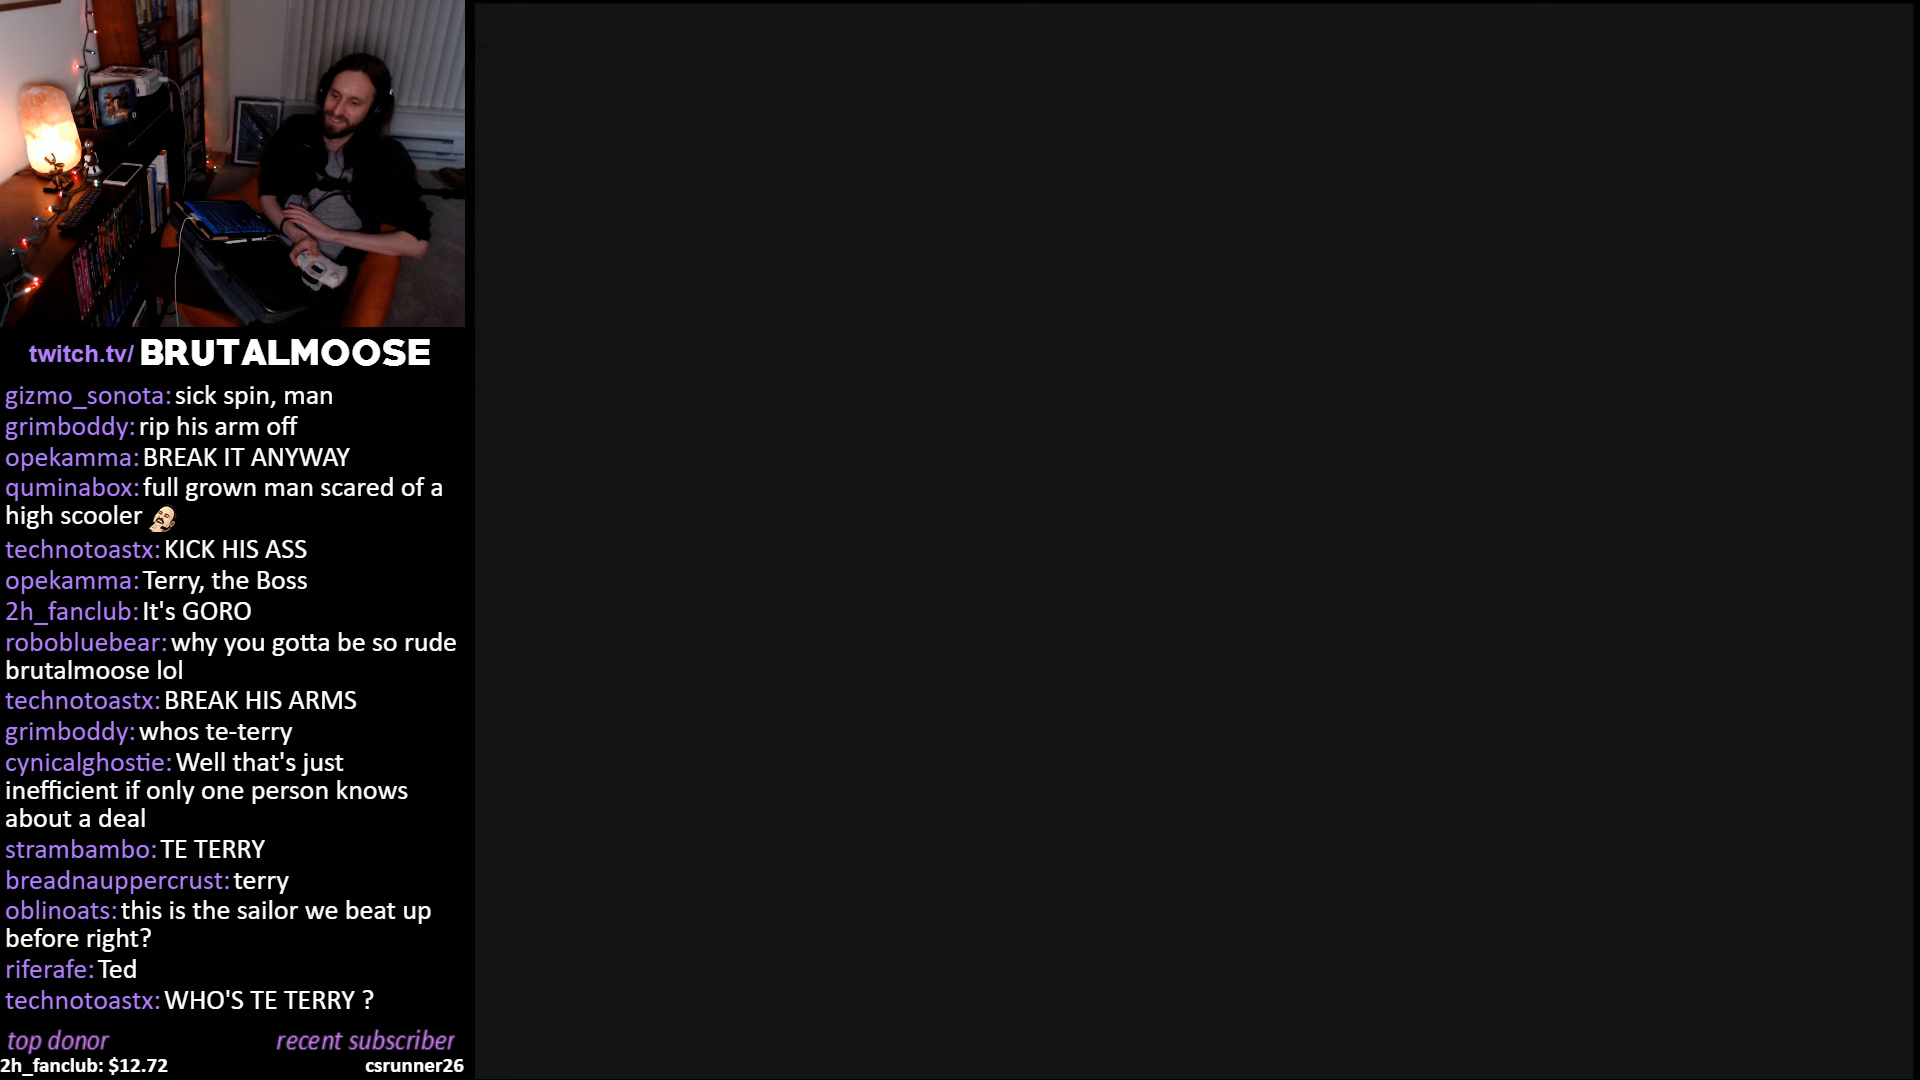 twitch.tv/ BRUTALMOOSE
gizmo_sonota: sick spin, man
grimboddy: rip his arm off
opekamma: BREAK IT ANYWAY
quminabox: full grown man scared of a
high scooler
technotoastx: KICK HIS ASS
opekamma: Terry, the Boss
2h_fanclub: It's GORO
robobluebear: why you gotta be so rude
brutalmoose lol
technotoastx: BREAK HIS ARMS
grimboddy: whos te-terry
cynicalghostie: Well that's just
inefficient if only one person knows
about a deal
strambambo: TE TERRY
breadnauppercrust: terry
oblinoats: this is the sailor we beat up
before right?
riferafe: Ted
technotoastx: WHO'S TE TERRY ?
top donor recent subscriber
2h_fanclub: $12.72 csrunner26